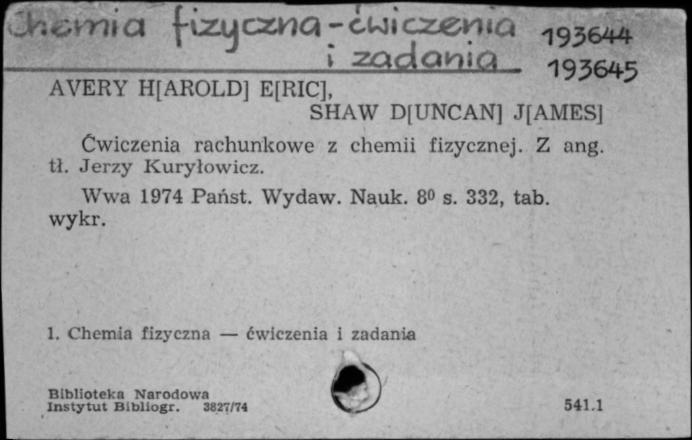 Chemia fizyczna - ćwiczenia
i zadania
193644
193645
AVERY H[AROLD] E[RIC],
SHAW D[UNCAN] J[AMES]
Ćwiczenia rachunkowe z chemii fizycznej. Z ang.
tł. Jerzy Kuryłowicz.
Wwa 1974 Państ. Wydaw. Nauk. 8⁰ s. 332, tab.
wykr.
1. Chemia fizyczna — ćwiczenia i zadania
Biblioteka Narodowa
Instytut Bibliogr. 3827/74
541.1